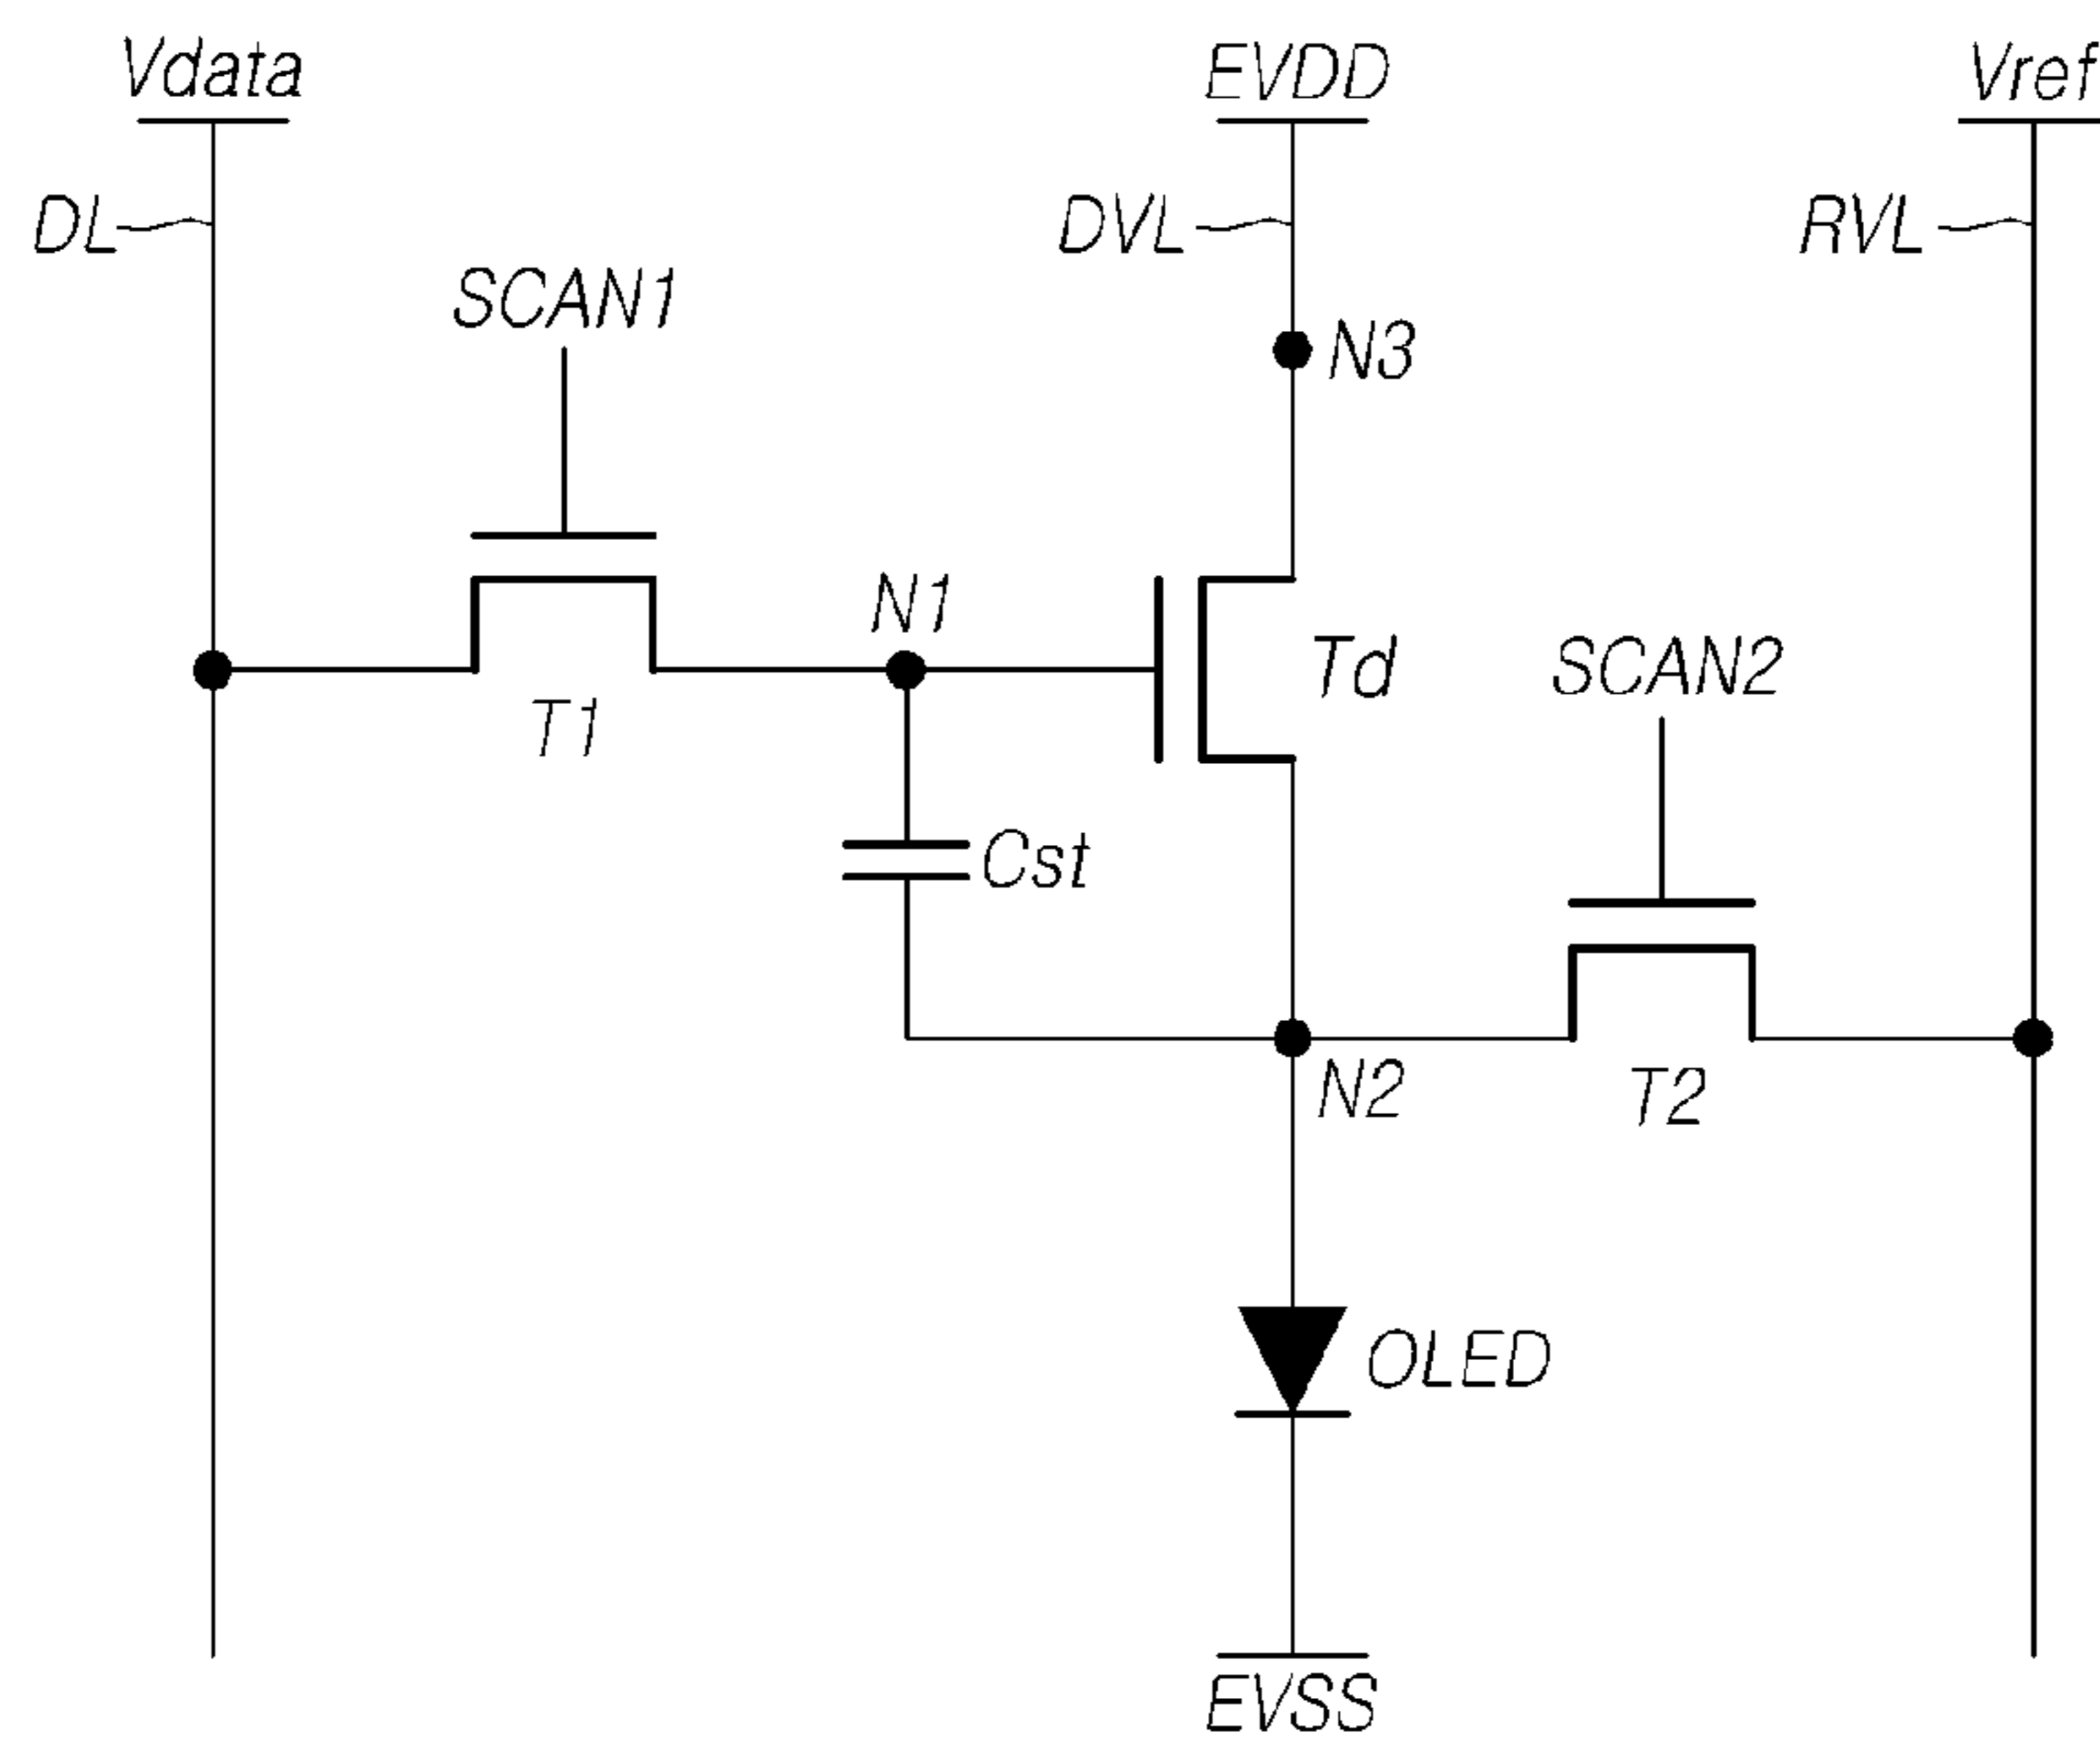 Vdata
EVDD
Vref
DL
DVL
RVL
SCAN1
N3
N1
Td
SCAN2
T1
Cst
N2
T2
OLED
EVSS